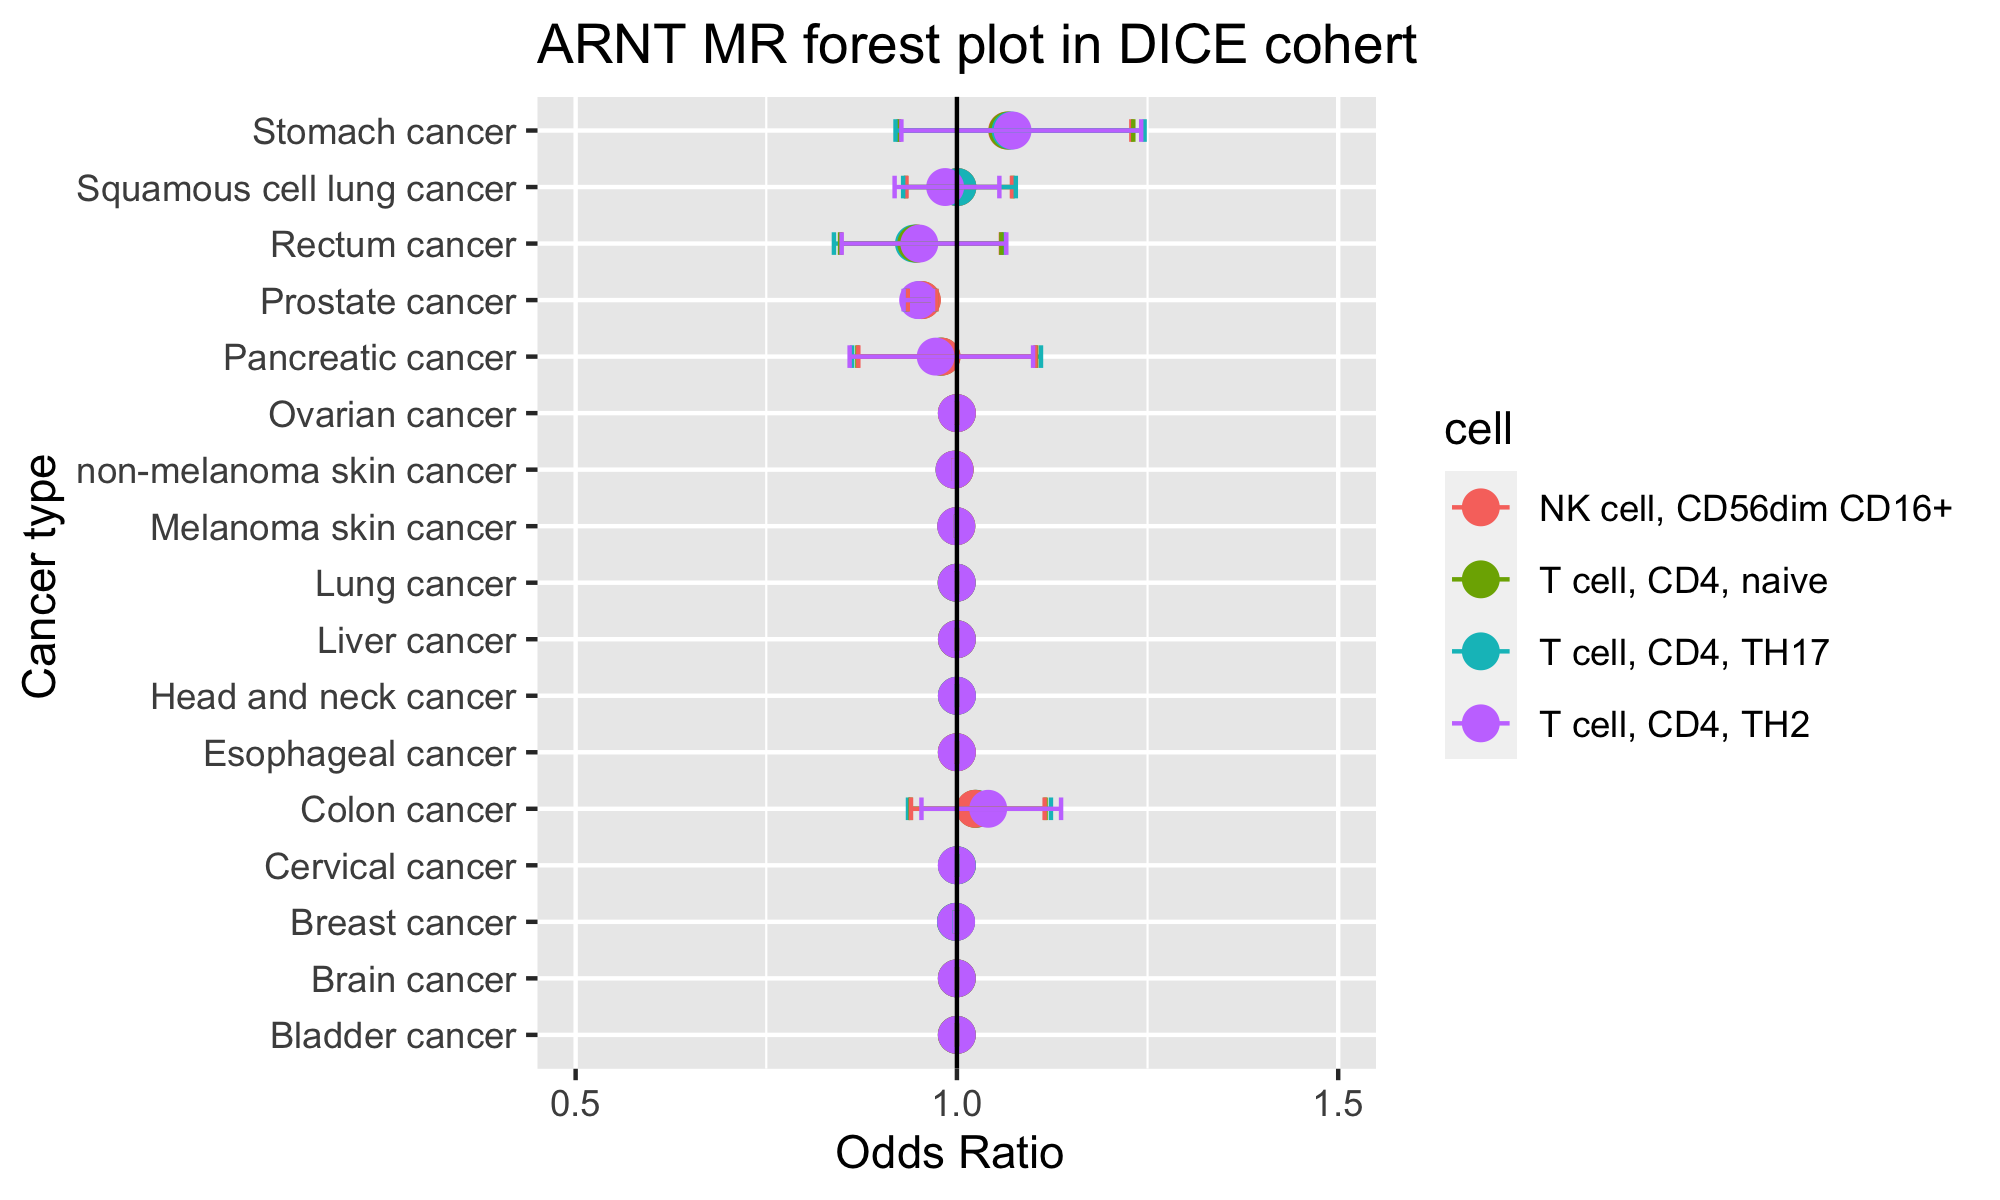 ARNT MR forest plot in DICE cohert
Cancer type
Stomach cancer
Squamous cell lung cancer
Rectum cancer
Prostate cancer
Pancreatic cancer
Ovarian cancer
non-melanoma skin cancer
Melanoma skin cancer
Lung cancer
Liver cancer
Head and neck cancer
Esophageal cancer
Colon cancer
Cervical cancer
Breast cancer
Brain cancer
Bladder cancer
0.5 1.0 1.5
Odds Ratio
cell
NK cell, CD56dim CD16+
T cell, CD4, naive
T cell, CD4, TH17
T cell, CD4, TH2